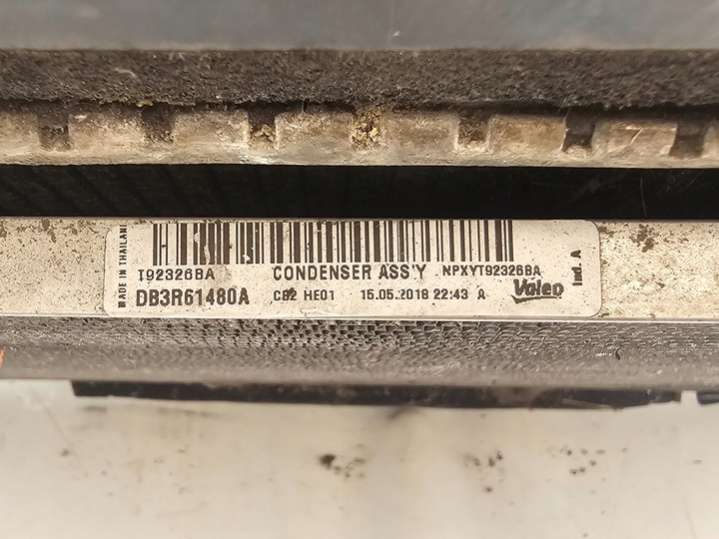 MADE IN THAILAND
T92326BA CONDENSER ASS'Y NPXYT92326BA
DB3R61480A CB2 HE01 15.05.2018 22:43 A Valeo
Ind. A